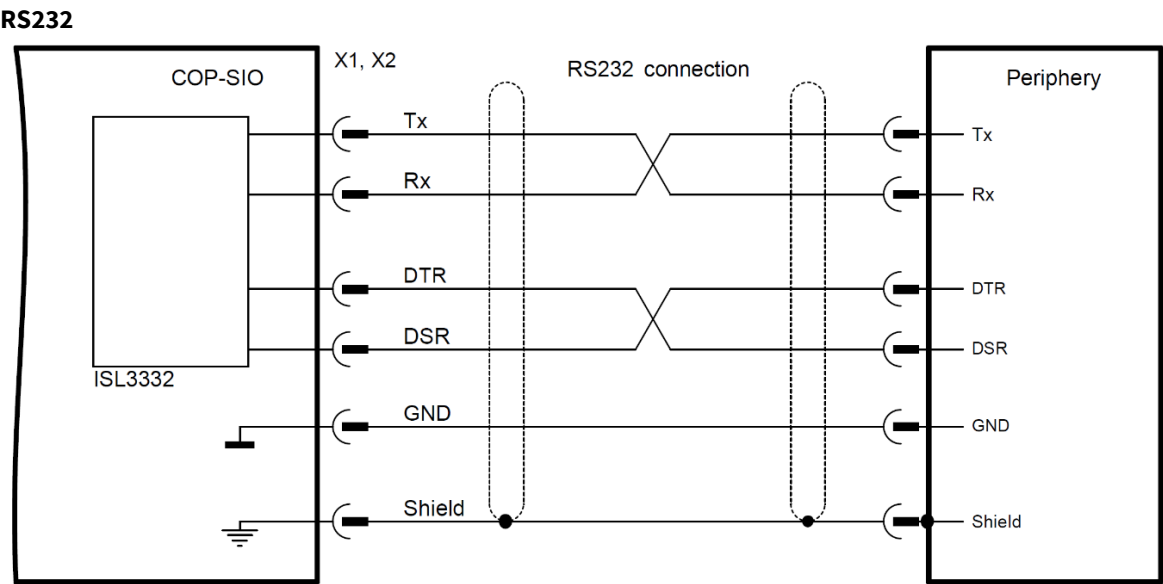 RS232
X1, X2
RS232 connection
COP-SIO
Periphery
Tx
Tx
Rx
Rx
DTR
DTR
DSR
DSR
ISL3332
GND
GND
Shield
Shield